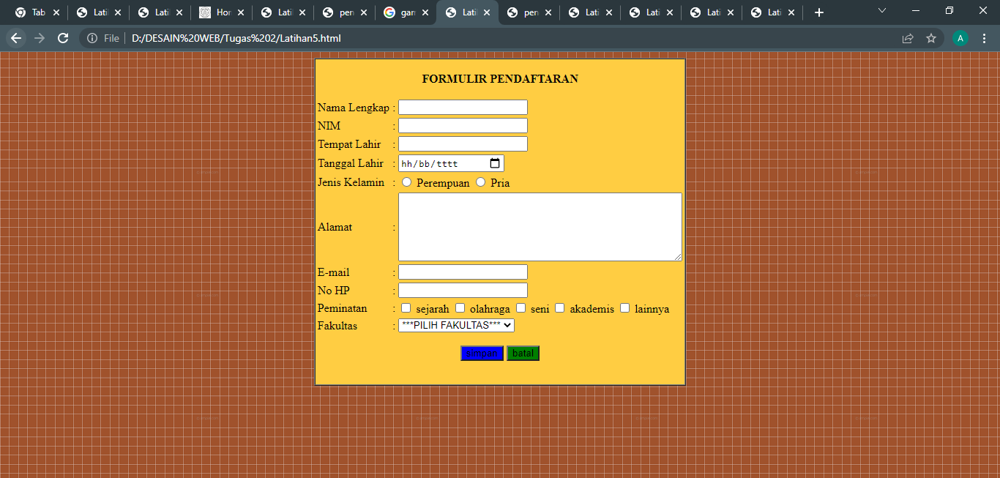 Tab Lati Lati Hor Lati pen gan Lati pen Lati Lati Lati Lati
File D:/DESAIN%20WEB/Tugas%202/Latihan5.html A
FORMULIR PENDAFTARAN
Nama Lengkap :
NIM :
Tempat Lahir :
Tanggal Lahir : hh/bb/tttt
Jenis Kelamin : Perempuan Pria
Alamat :
E-mail :
No HP :
Peminatan : sejarah olahraga seni akademis lainnya
Fakultas : ***PILIH FAKULTAS***
simpan batal